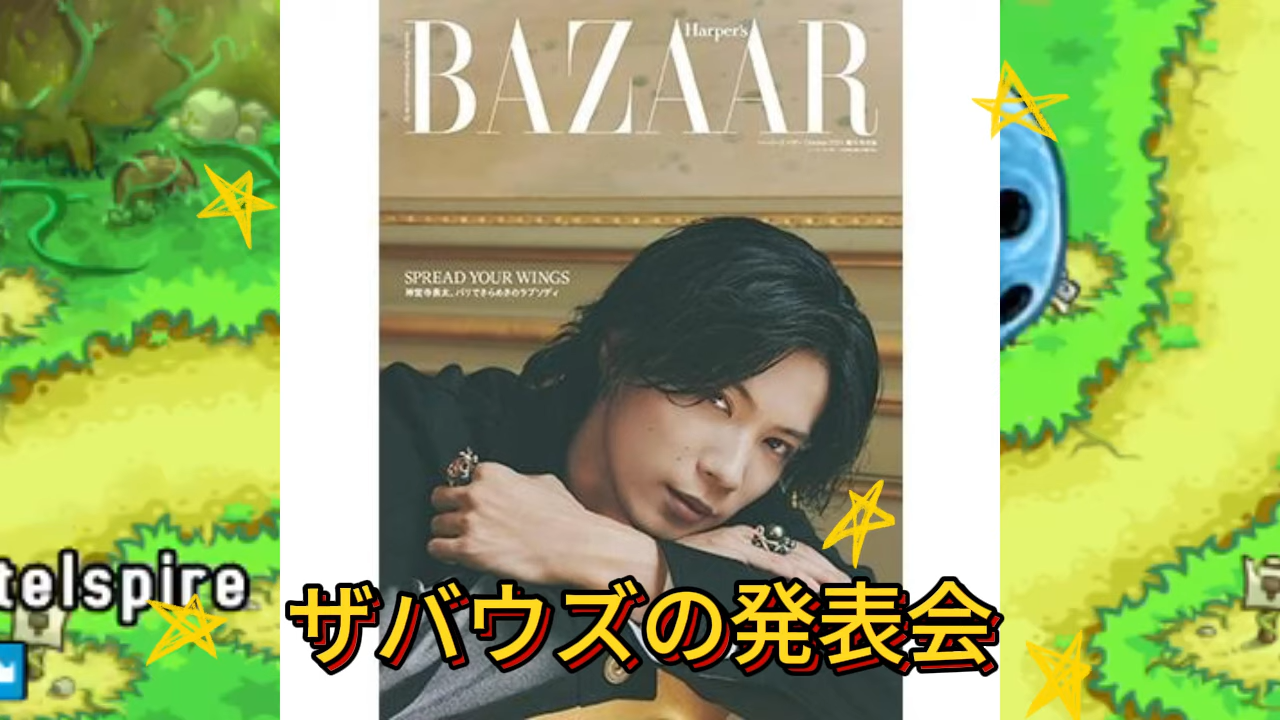 Harper's
BAZAAR
SPREAD YOUR WINGS
telspire
ザバウズの発表会